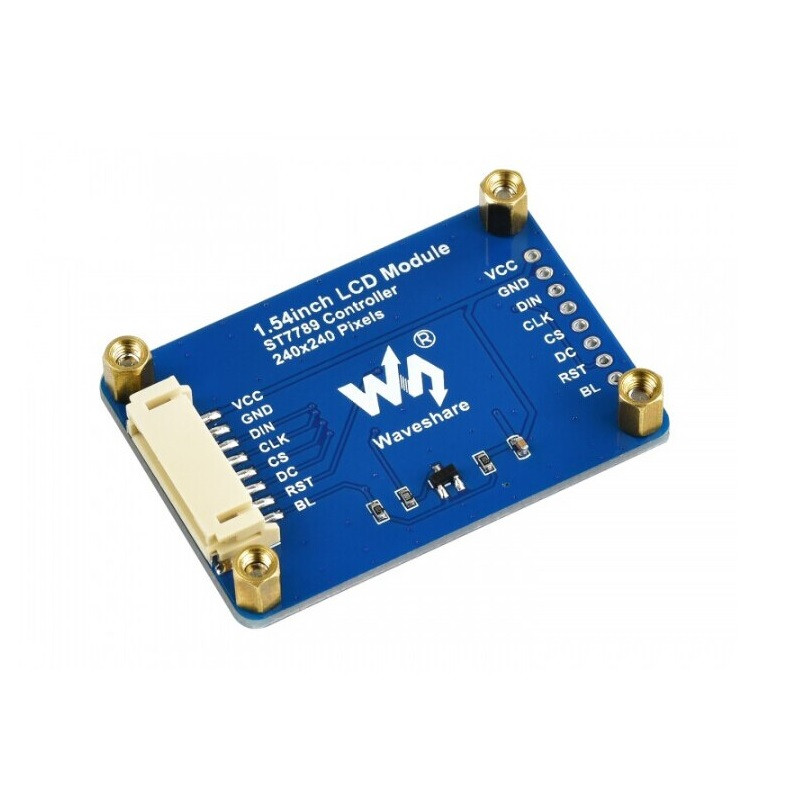 1.54inch LCD Module
ST7789 Controller
240x240 Pixels
®
Waveshare
VCC
GND
DIN
CLK
CS
DC
RST
BL
VCC
GND
DIN
CLK
CS
DC
RST
BL